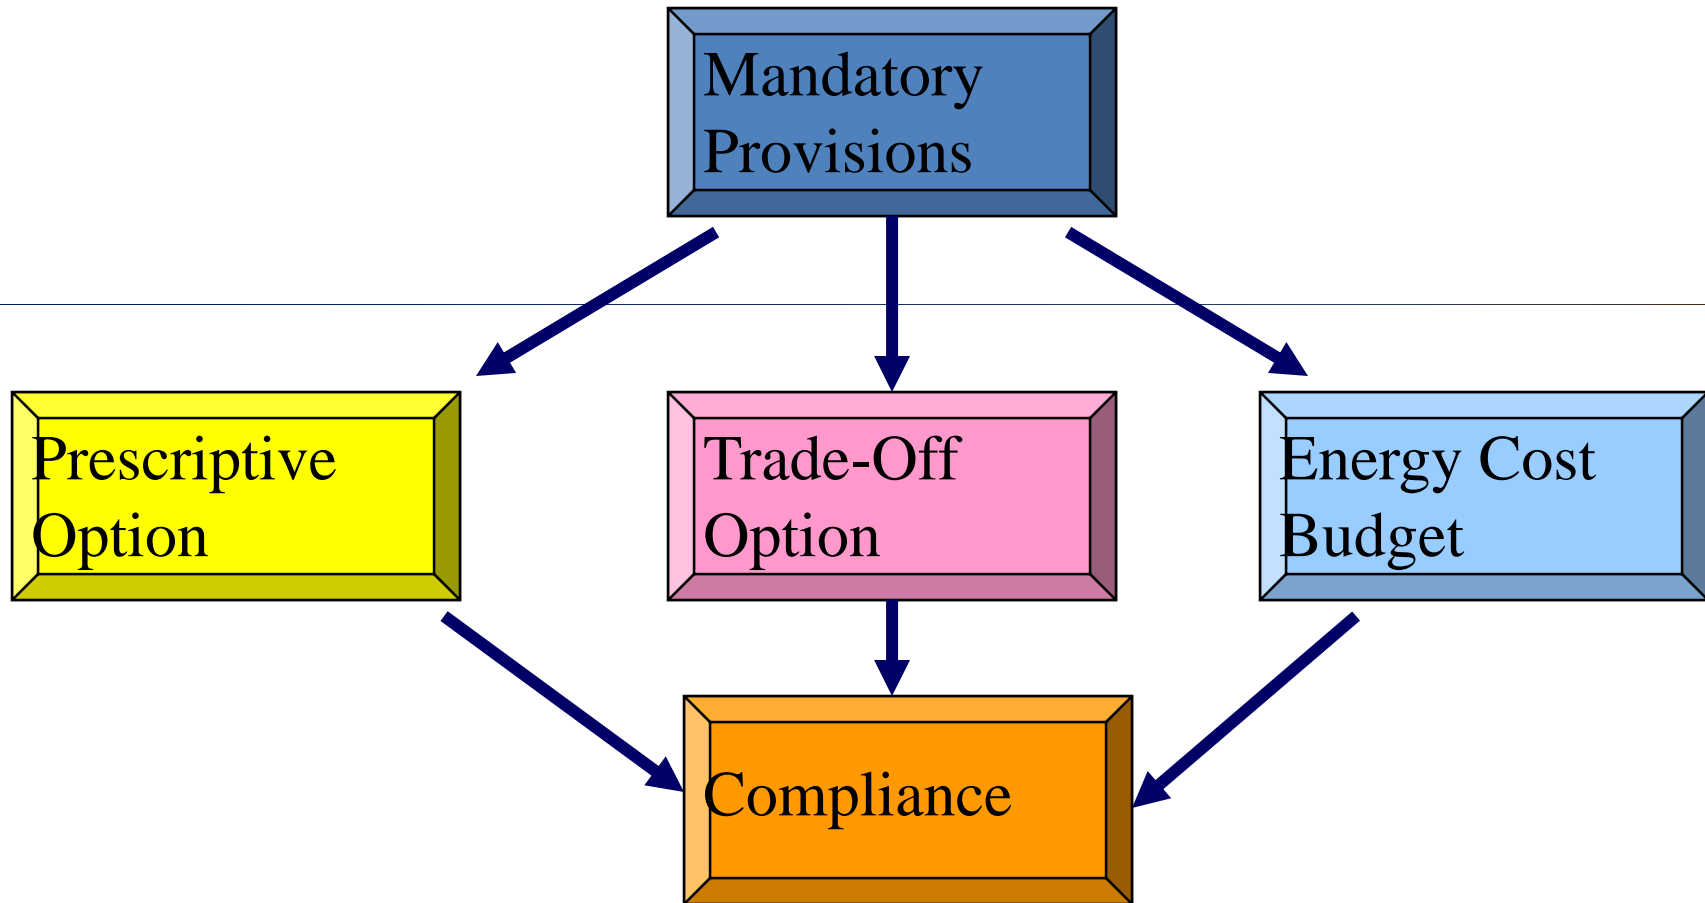 Mandatory
Provisions
Prescriptive
Option
Trade-Off
Option
Energy Cost
Budget
Compliance